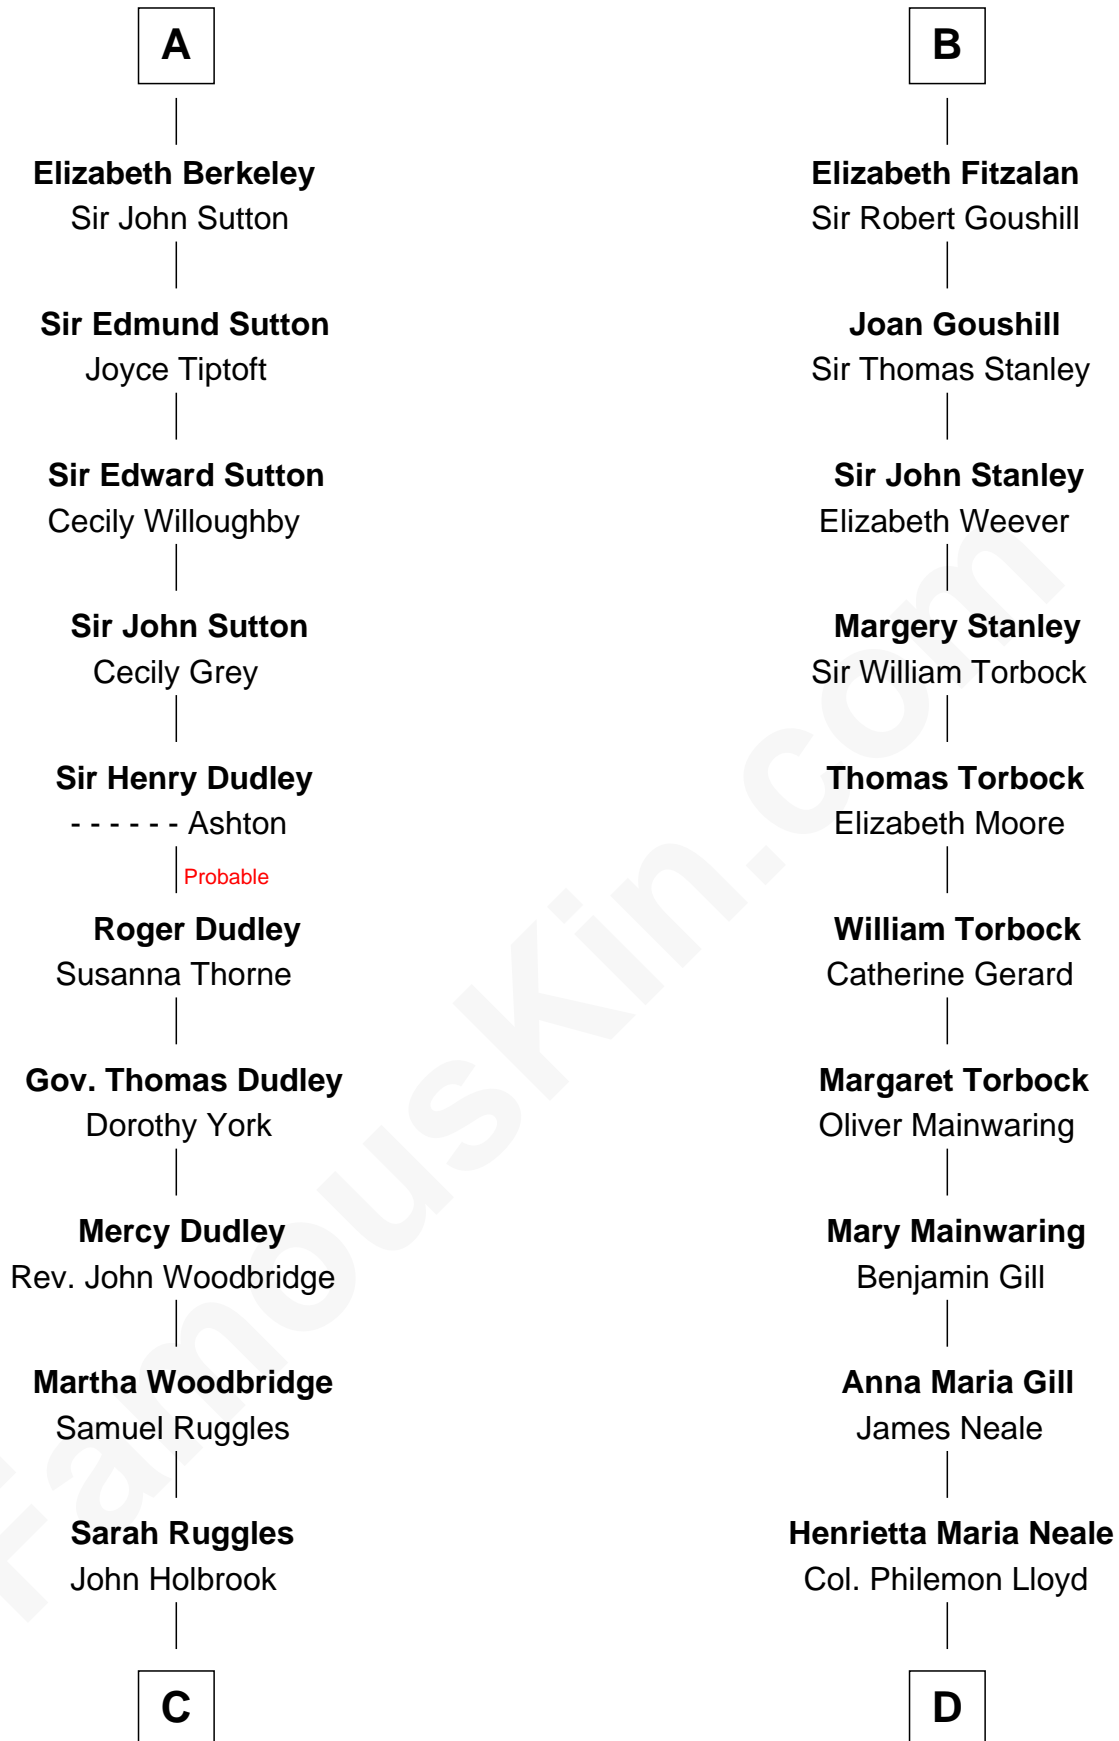 A
Elizabeth Berkeley
Sir John Sutton
Sir Edmund Sutton
Joyce Tiptoft
Sir Edward Sutton
Cecily Willoughby
Sir John Sutton
Cecily Grey
Sir Henry Dudley
- - - - - - Ashton
Probable
Roger Dudley
Susanna Thorne
Gov. Thomas Dudley
Dorothy York
Mercy Dudley
Rev. John Woodbridge
Martha Woodbridge
Samuel Ruggles
Sarah Ruggles
John Holbrook
C
B
Elizabeth Fitzalan
Sir Robert Goushill
Joan Goushill
Sir Thomas Stanley
Sir John Stanley
Elizabeth Weever
Margery Stanley
Sir William Torbock
Thomas Torbock
Elizabeth Moore
William Torbock
Catherine Gerard
Margaret Torbock
Oliver Mainwaring
Mary Mainwaring
Benjamin Gill
Anna Maria Gill
James Neale
Henrietta Maria Neale
Col. Philemon Lloyd
D
FamousKin.com